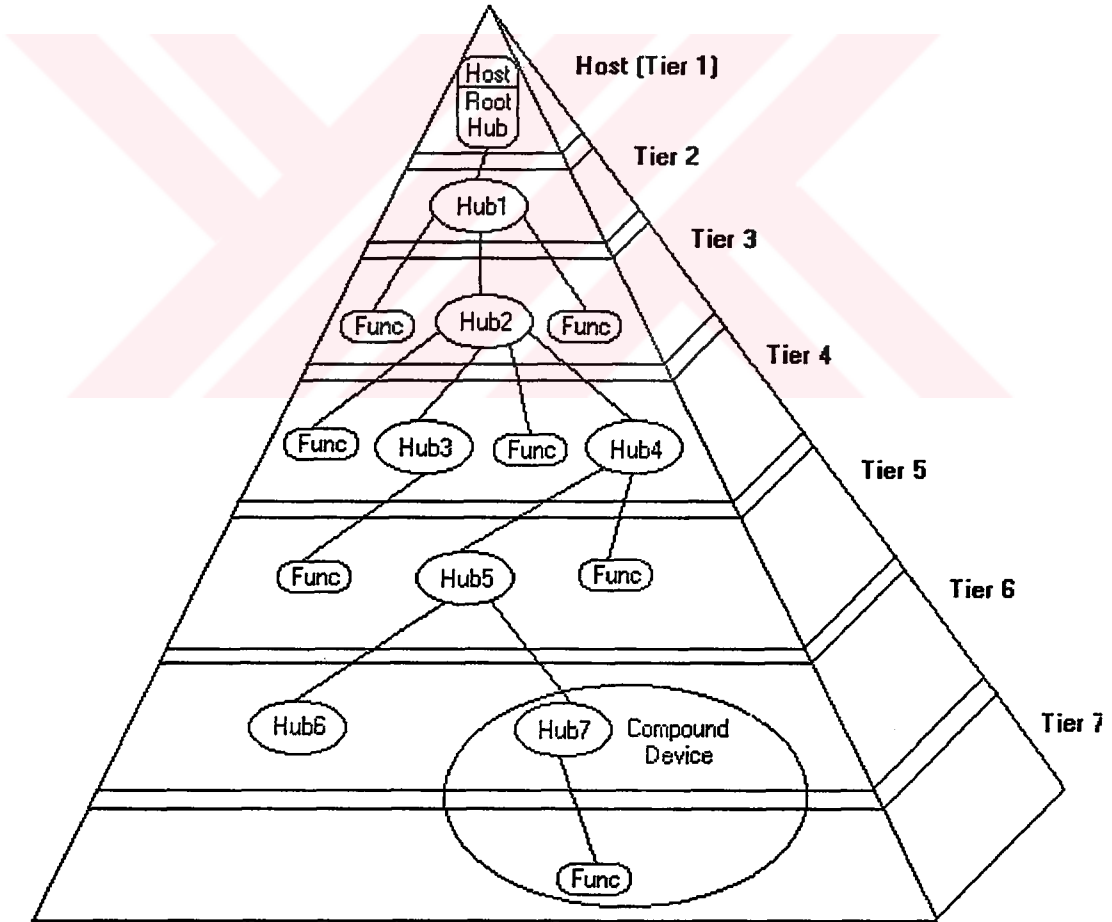 Host (Tier 1)
Host
Root
Hub
Tier 2
Hub1
Tier 3
Func
Hub2
Func
Tier 4
Func
Hub3
Func
Hub4
Tier 5
Func
Hub5
Func
Tier 6
Hub6
Hub7
Compound
Device
Tier 7
Func